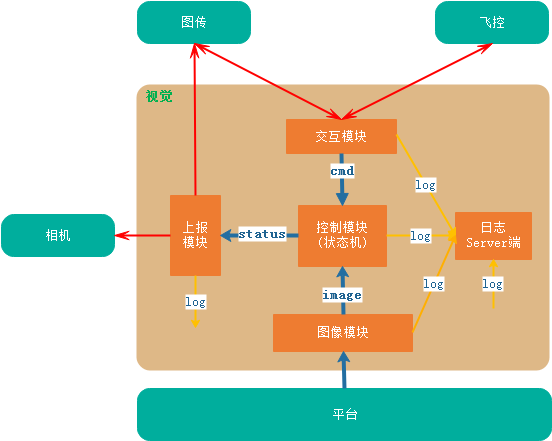 图传
飞控
视觉
交互模块
cmd
log
上报
模块
相机
status
控制模块
(状态机)
log
日志
Server端
image
log
log
log
图像模块
平台